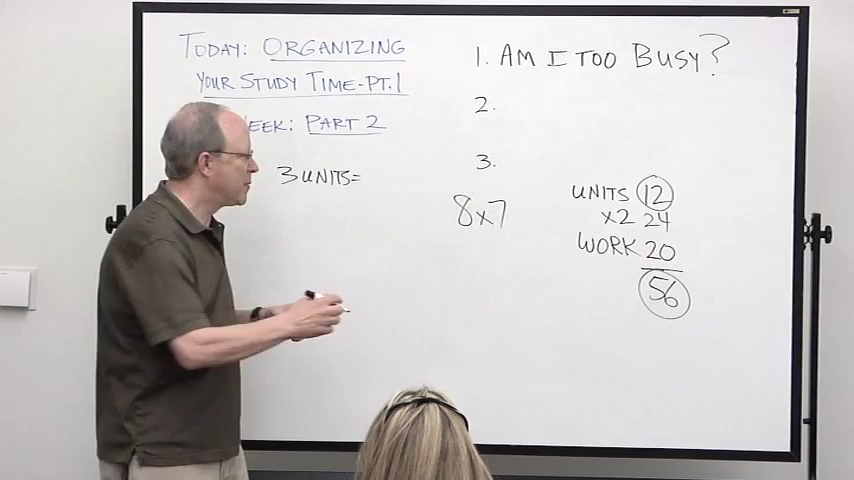 TODAY: ORGANIZING
YOUR STUDY TIME-PT.1
EEK: PART 2
3 UNITS=
1. AM I TOO BUSY?
2.
3.
8x7
UNITS 12
x2 24
WORK 20
56